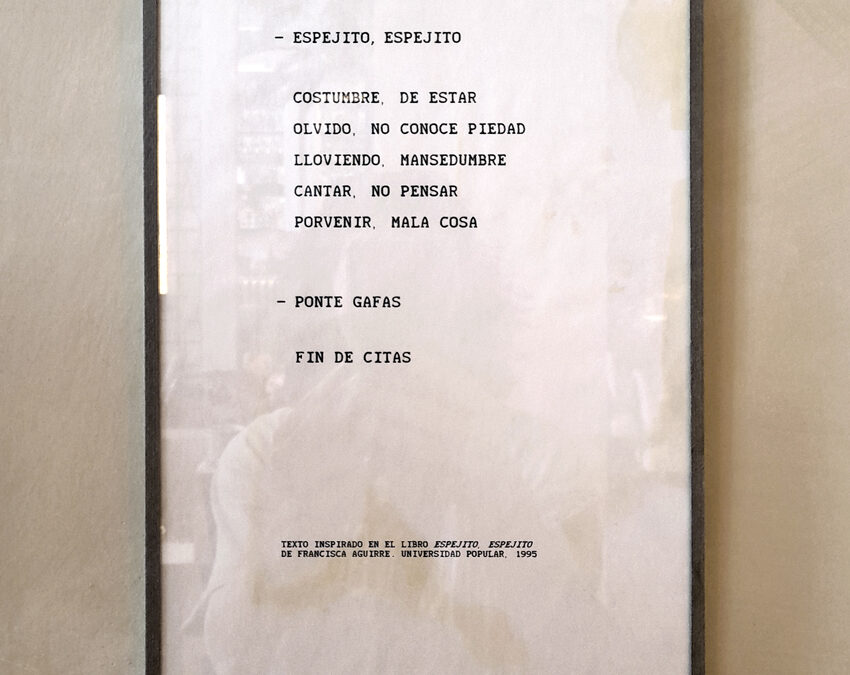 – ESPEJITO, ESPEJITO
COSTUMBRE, DE ESTAR
OLVIDO, NO CONOCE PIEDAD
LLOVIENDO, MANSEDUMBRE
CANTAR, NO PENSAR
PORVENIR, MALA COSA
– PONTE GAFAS
FIN DE CITAS
TEXTO INSPIRADO EN EL LIBRO ESPEJITO, ESPEJITO
DE FRANCISCA AGUIRRE. UNIVERSIDAD POPULAR, 1995